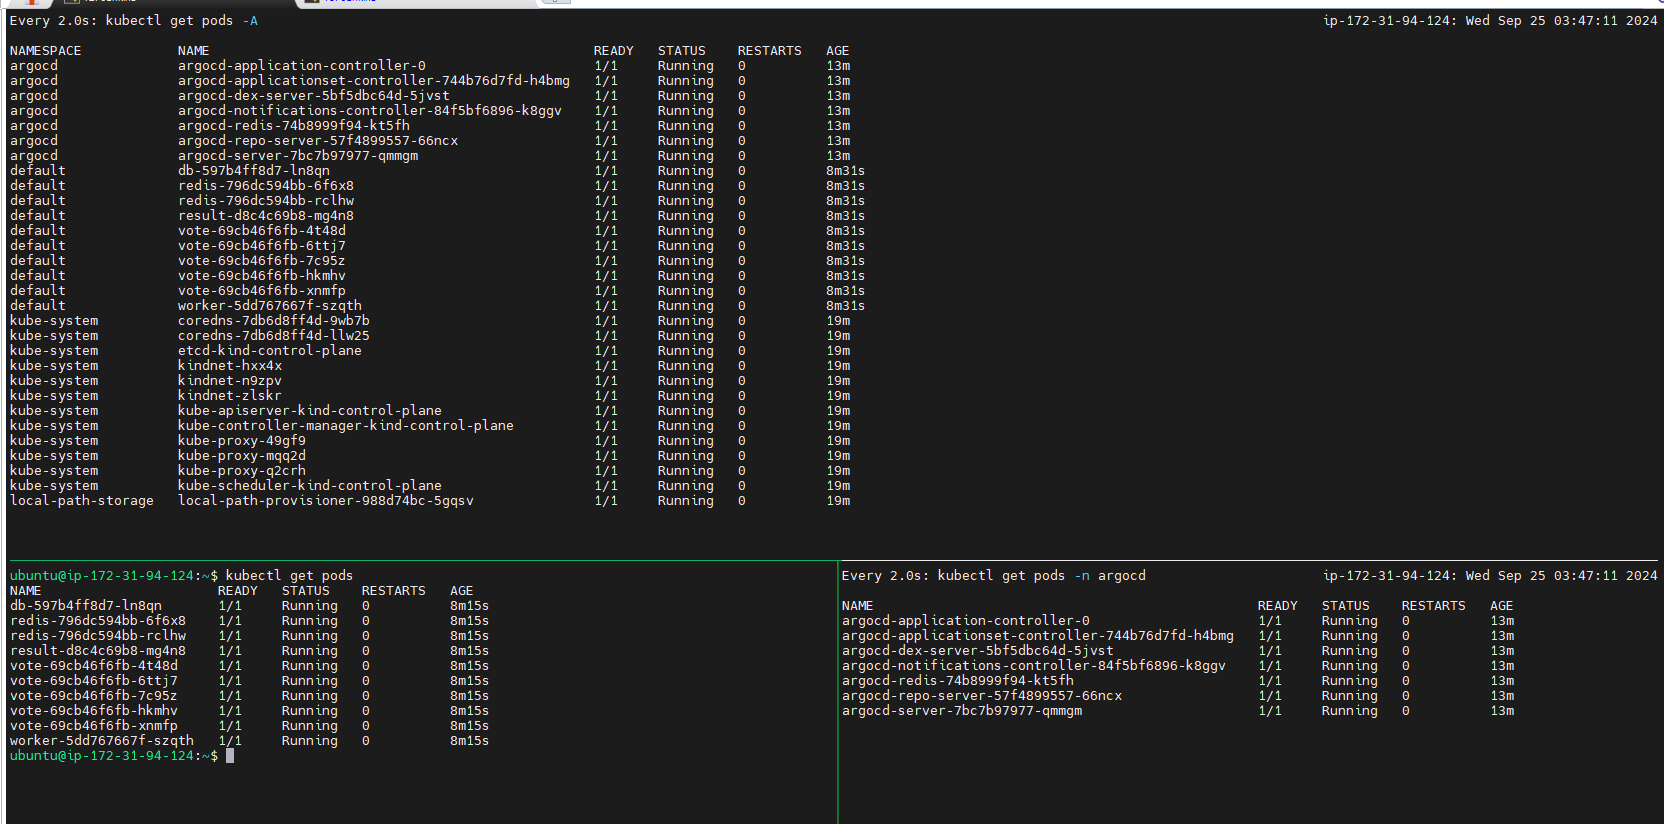 Every 2.0s: kubectl get pods -A ip-172-31-94-124: Wed Sep 25 03:47:11 2024
NAMESPACE NAME READY STATUS RESTARTS AGE
argocd argocd-application-controller-0 1/1 Running 0 13m
argocd argocd-applicationset-controller-744b76d7fd-h4bmg 1/1 Running 0 13m
argocd argocd-dex-server-5bf5dbc64d-5jvst 1/1 Running 0 13m
argocd argocd-notifications-controller-84f5bf6896-k8ggv 1/1 Running 0 13m
argocd argocd-redis-74b8999f94-kt5fh 1/1 Running 0 13m
argocd argocd-repo-server-57f4899557-66ncx 1/1 Running 0 13m
argocd argocd-server-7bc7b97977-qmmgm 1/1 Running 0 13m
default db-597b4ff8d7-ln8qn 1/1 Running 0 8m31s
default redis-796dc594bb-6f6x8 1/1 Running 0 8m31s
default redis-796dc594bb-rclhw 1/1 Running 0 8m31s
default result-d8c4c69b8-mg4n8 1/1 Running 0 8m31s
default vote-69cb46f6fb-4t48d 1/1 Running 0 8m31s
default vote-69cb46f6fb-6ttj7 1/1 Running 0 8m31s
default vote-69cb46f6fb-7c95z 1/1 Running 0 8m31s
default vote-69cb46f6fb-hkmhv 1/1 Running 0 8m31s
default vote-69cb46f6fb-xnmfp 1/1 Running 0 8m31s
default worker-5dd767667f-szqth 1/1 Running 0 8m31s
kube-system coredns-7db6d8ff4d-9wb7b 1/1 Running 0 19m
kube-system coredns-7db6d8ff4d-llw25 1/1 Running 0 19m
kube-system etcd-kind-control-plane 1/1 Running 0 19m
kube-system kindnet-hxx4x 1/1 Running 0 19m
kube-system kindnet-n9zpv 1/1 Running 0 19m
kube-system kindnet-zlskr 1/1 Running 0 19m
kube-system kube-apiserver-kind-control-plane 1/1 Running 0 19m
kube-system kube-controller-manager-kind-control-plane 1/1 Running 0 19m
kube-system kube-proxy-49gf9 1/1 Running 0 19m
kube-system kube-proxy-mqq2d 1/1 Running 0 19m
kube-system kube-proxy-q2crh 1/1 Running 0 19m
kube-system kube-scheduler-kind-control-plane 1/1 Running 0 19m
local-path-storage local-path-provisioner-988d74bc-5gqsv 1/1 Running 0 19m
ubuntu@ip-172-31-94-124:~$ kubectl get pods
NAME READY STATUS RESTARTS AGE
db-597b4ff8d7-ln8qn 1/1 Running 0 8m15s
redis-796dc594bb-6f6x8 1/1 Running 0 8m15s
redis-796dc594bb-rclhw 1/1 Running 0 8m15s
result-d8c4c69b8-mg4n8 1/1 Running 0 8m15s
vote-69cb46f6fb-4t48d 1/1 Running 0 8m15s
vote-69cb46f6fb-6ttj7 1/1 Running 0 8m15s
vote-69cb46f6fb-7c95z 1/1 Running 0 8m15s
vote-69cb46f6fb-hkmhv 1/1 Running 0 8m15s
vote-69cb46f6fb-xnmfp 1/1 Running 0 8m15s
worker-5dd767667f-szqth 1/1 Running 0 8m15s
ubuntu@ip-172-31-94-124:~$
Every 2.0s: kubectl get pods -n argocd ip-172-31-94-124: Wed Sep 25 03:47:11 2024
NAME READY STATUS RESTARTS AGE
argocd-application-controller-0 1/1 Running 0 13m
argocd-applicationset-controller-744b76d7fd-h4bmg 1/1 Running 0 13m
argocd-dex-server-5bf5dbc64d-5jvst 1/1 Running 0 13m
argocd-notifications-controller-84f5bf6896-k8ggv 1/1 Running 0 13m
argocd-redis-74b8999f94-kt5fh 1/1 Running 0 13m
argocd-repo-server-57f4899557-66ncx 1/1 Running 0 13m
argocd-server-7bc7b97977-qmmgm 1/1 Running 0 13m